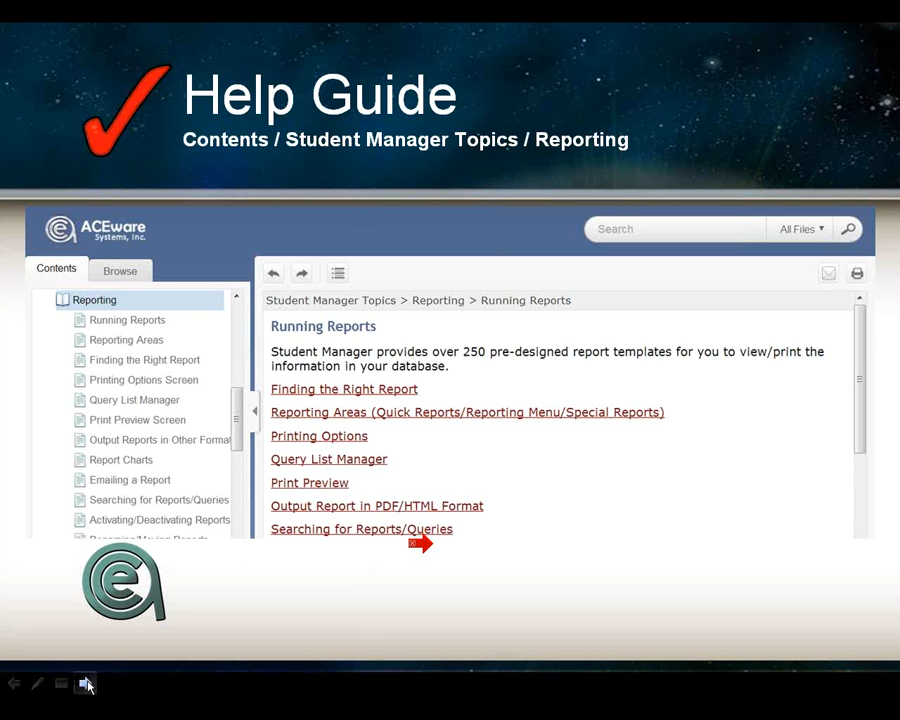 Help Guide
Contents / Student Manager Topics / Reporting
ACEware
Systems, Inc.
Search
All Files
Contents
Browse
Reporting
Running Reports
Reporting Areas
Finding the Right Report
Printing Options Screen
Query List Manager
Print Preview Screen
Output Reports in Other Format
Report Charts
Emailing a Report
Searching for Reports/Queries
Activating/Deactivating Reports
Student Manager Topics > Reporting > Running Reports
Running Reports
Student Manager provides over 250 pre-designed report templates for you to view/print the
information in your database.
Finding the Right Report
Reporting Areas (Quick Reports/Reporting Menu/Special Reports)
Printing Options
Query List Manager
Print Preview
Output Report in PDF/HTML Format
Searching for Reports/Queries